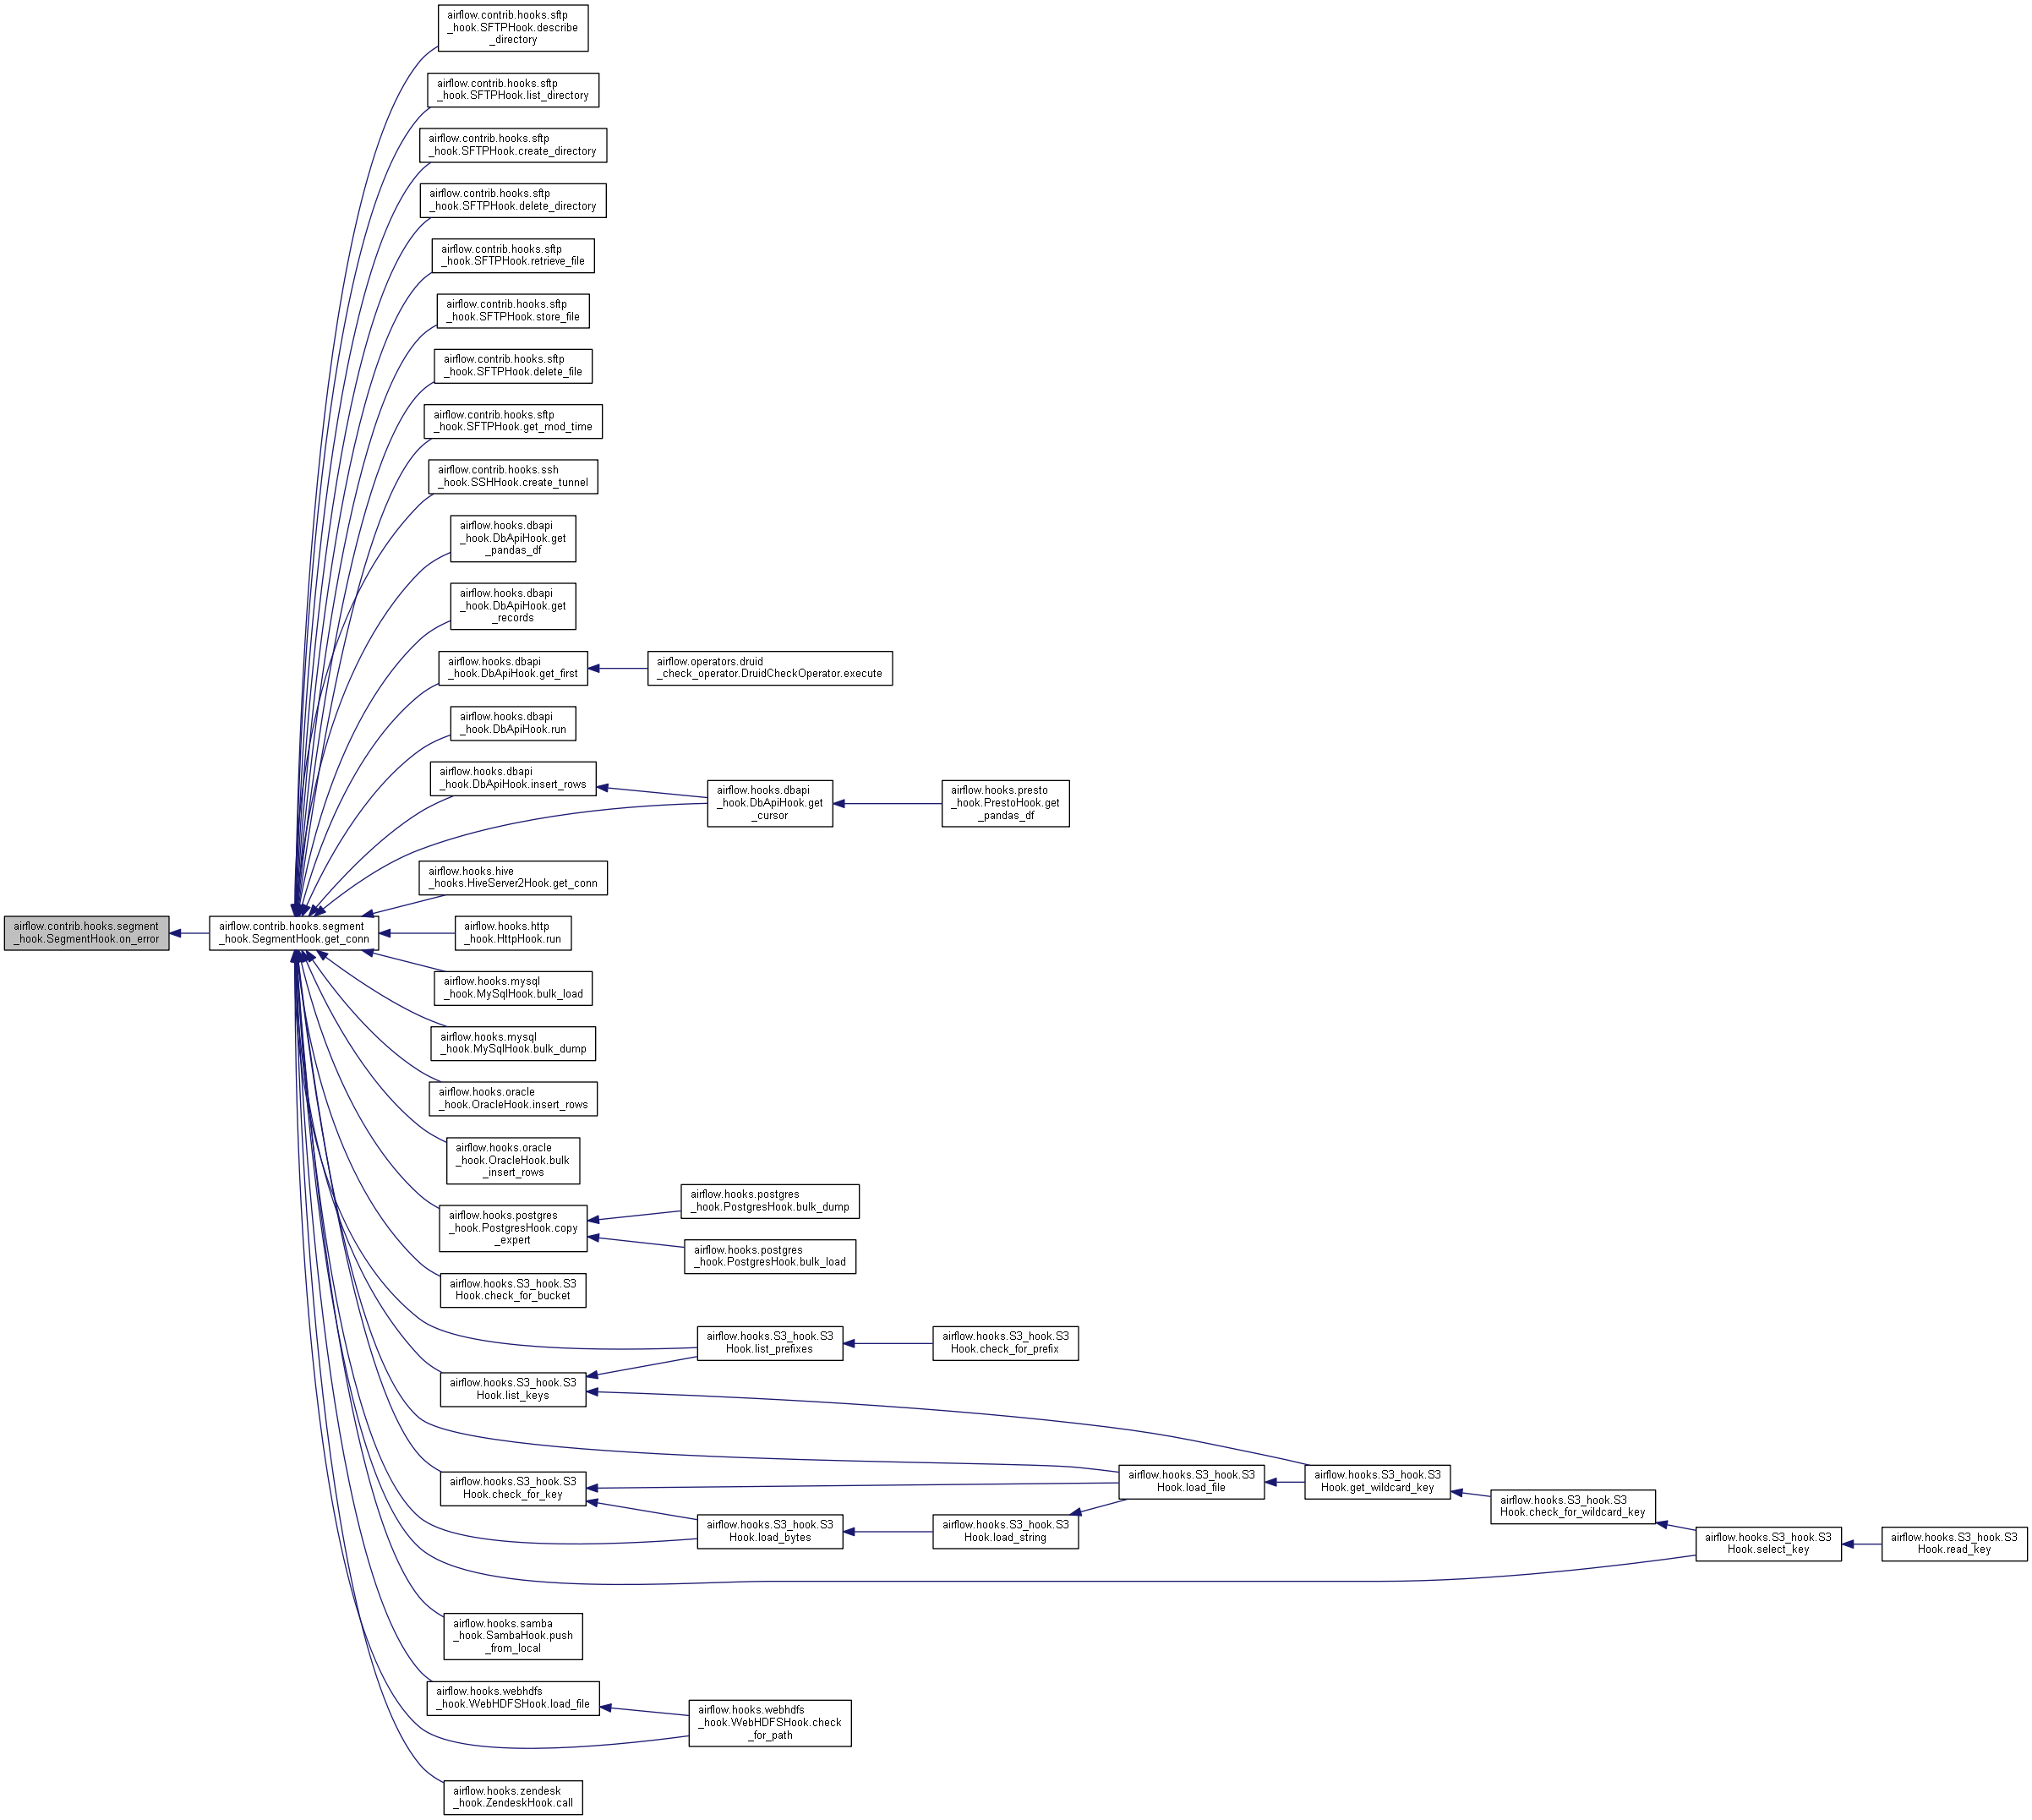 airflow.contrib.hooks.sftp
_hook.SFTPHook.describe
_directory
airflow.contrib.hooks.sftp
_hook.SFTPHook.list_directory
airflow.contrib.hooks.sftp
_hook.SFTPHook.create_directory
airflow.contrib.hooks.sftp
_hook.SFTPHook.delete_directory
airflow.contrib.hooks.sftp
_hook.SFTPHook.retrieve_file
airflow.contrib.hooks.sftp
_hook.SFTPHook.store_file
airflow.contrib.hooks.sftp
_hook.SFTPHook.delete_file
airflow.contrib.hooks.sftp
_hook.SFTPHook.get_mod_time
airflow.contrib.hooks.ssh
_hook.SSHHook.create_tunnel
airflow.hooks.dbapi
_hook.DbApiHook.get
_pandas_df
airflow.hooks.dbapi
_hook.DbApiHook.get
_records
airflow.hooks.dbapi
_hook.DbApiHook.get_first
airflow.operators.druid
_check_operator.DruidCheckOperator.execute
airflow.hooks.dbapi
_hook.DbApiHook.run
airflow.hooks.dbapi
_hook.DbApiHook.insert_rows
airflow.hooks.dbapi
_hook.DbApiHook.get
_cursor
airflow.hooks.presto
_hook.PrestoHook.get
_pandas_df
airflow.hooks.hive
_hooks.HiveServer2Hook.get_conn
airflow.contrib.hooks.segment
_hook.SegmentHook.on_error
airflow.contrib.hooks.segment
_hook.SegmentHook.get_conn
airflow.hooks.http
_hook.HttpHook.run
airflow.hooks.mysql
_hook.MySqlHook.bulk_load
airflow.hooks.mysql
_hook.MySqlHook.bulk_dump
airflow.hooks.oracle
_hook.OracleHook.insert_rows
airflow.hooks.oracle
_hook.OracleHook.bulk
_insert_rows
airflow.hooks.postgres
_hook.PostgresHook.copy
_expert
airflow.hooks.postgres
_hook.PostgresHook.bulk_dump
airflow.hooks.postgres
_hook.PostgresHook.bulk_load
airflow.hooks.S3_hook.S3
Hook.check_for_bucket
airflow.hooks.S3_hook.S3
Hook.list_prefixes
airflow.hooks.S3_hook.S3
Hook.check_for_prefix
airflow.hooks.S3_hook.S3
Hook.list_keys
airflow.hooks.S3_hook.S3
Hook.check_for_key
airflow.hooks.S3_hook.S3
Hook.load_file
airflow.hooks.S3_hook.S3
Hook.get_wildcard_key
airflow.hooks.S3_hook.S3
Hook.check_for_wildcard_key
airflow.hooks.S3_hook.S3
Hook.load_bytes
airflow.hooks.S3_hook.S3
Hook.load_string
airflow.hooks.S3_hook.S3
Hook.select_key
airflow.hooks.S3_hook.S3
Hook.read_key
airflow.hooks.samba
_hook.SambaHook.push
_from_local
airflow.hooks.webhdfs
_hook.WebHDFSHook.load_file
airflow.hooks.webhdfs
_hook.WebHDFSHook.check
_for_path
airflow.hooks.zendesk
_hook.ZendeskHook.call